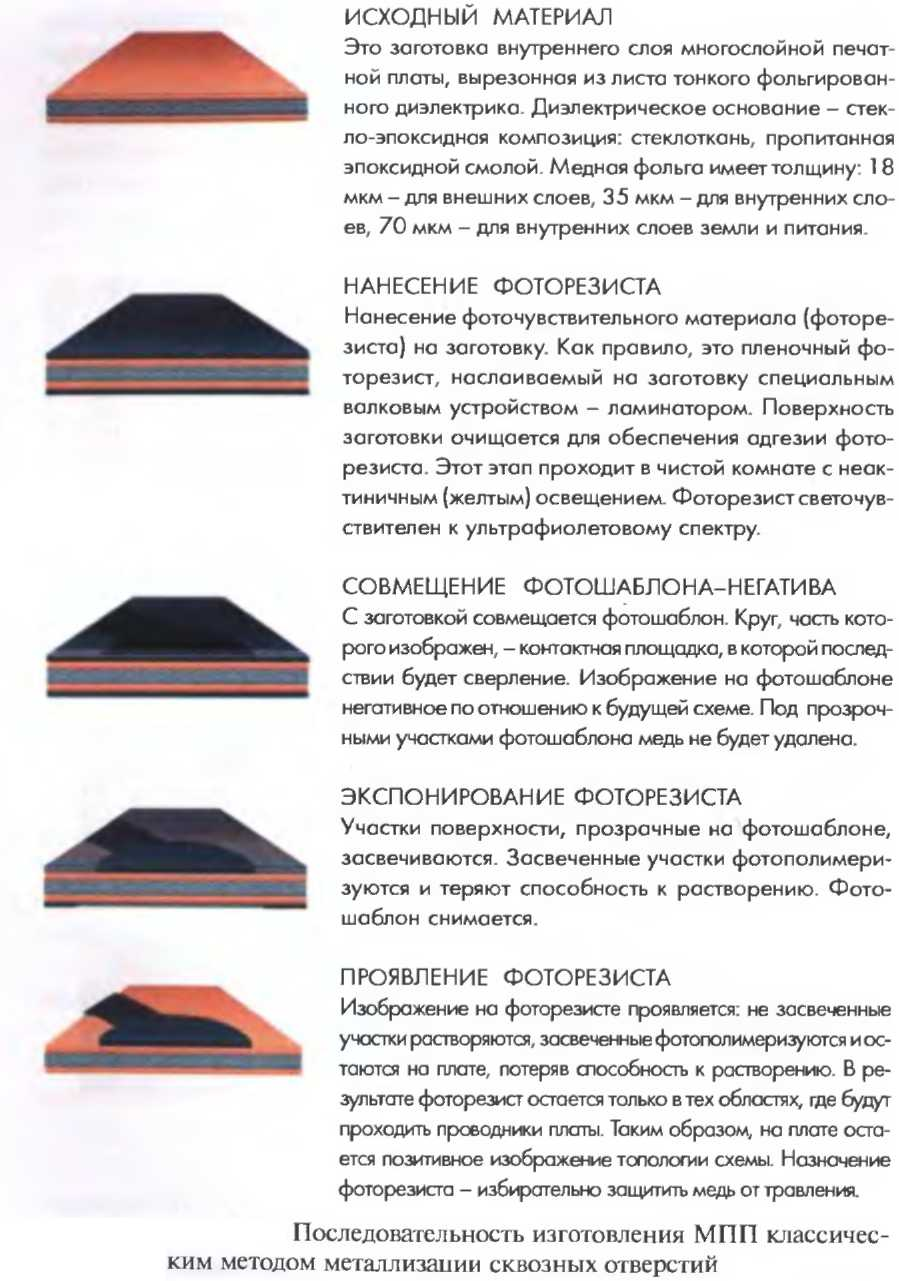 ИСХОДНЫЙ МАТЕРИАЛ
Это заготовка внутреннего слоя многослойной печат-
ной платы, вырезонная из листа тонкого фольгирован-
ного диэлектрика. Диэлектрическое основание – стек-
ло-эпоксидная композиция: стеклоткань, пропитанная
эпоксидной смолой. Медная фольга имеет толщину: 18
мкм – для внешних слоев, 35 мкм – для внутренних сло-
ев, 70 мкм – для внутренних слоев земли и питания.
НАНЕСЕНИЕ ФОТОРЕЗИСТА
Нанесение фоточувствительного материала (фоторе-
зиста) на заготовку. Как правило, это пленочный фо-
торезист, наслаиваемый на заготовку специальным
валковым устройством – ламинатором. Поверхность
заготовки очищается для обеспечения адгезии фото-
резиста. Этот этап проходит в чистой комнате с неак-
тиничным (желтым) освещением. Фоторезист светочув-
ствителен к ультрафиолетовому спектру.
СОВМЕЩЕНИЕ ФОТОШАБЛОНА–НЕГАТИВА
С заготовкой совмещается фотошаблон. Круг, часть кото-
рого изображен, – контактная площадка, в которой послед-
ствии будет сверление. Изображение на фотошаблоне
негативное по отношению к будущей схеме. Под прозрач-
ными участками фотошаблона медь не будет удалена.
ЭКСПОНИРОВАНИЕ ФОТОРЕЗИСТА
Участки поверхности, прозрачные на фотошаблоне,
засвечиваются. Засвеченные участки фотополимери-
зуются и теряют способность к растворению. Фото-
шаблон снимается.
ПРОЯВЛЕНИЕ ФОТОРЕЗИСТА
Изображение на фоторезисте проявляется: не засвеченные
участки растворяются, засвеченные фотополимеризуются и ос-
таются на плате, потеряв способность к растворению. В ре-
зультате фоторезист остается только в тех областях, где будут
проходить проводники платы. Таким образом, на плате оста-
ется позитивное изображение топологии схемы. Назначение
фоторезиста – избирательно защитить медь от травления.
Последовательность изготовления МПП классичес-
ким методом металлизации сквозных отверстий